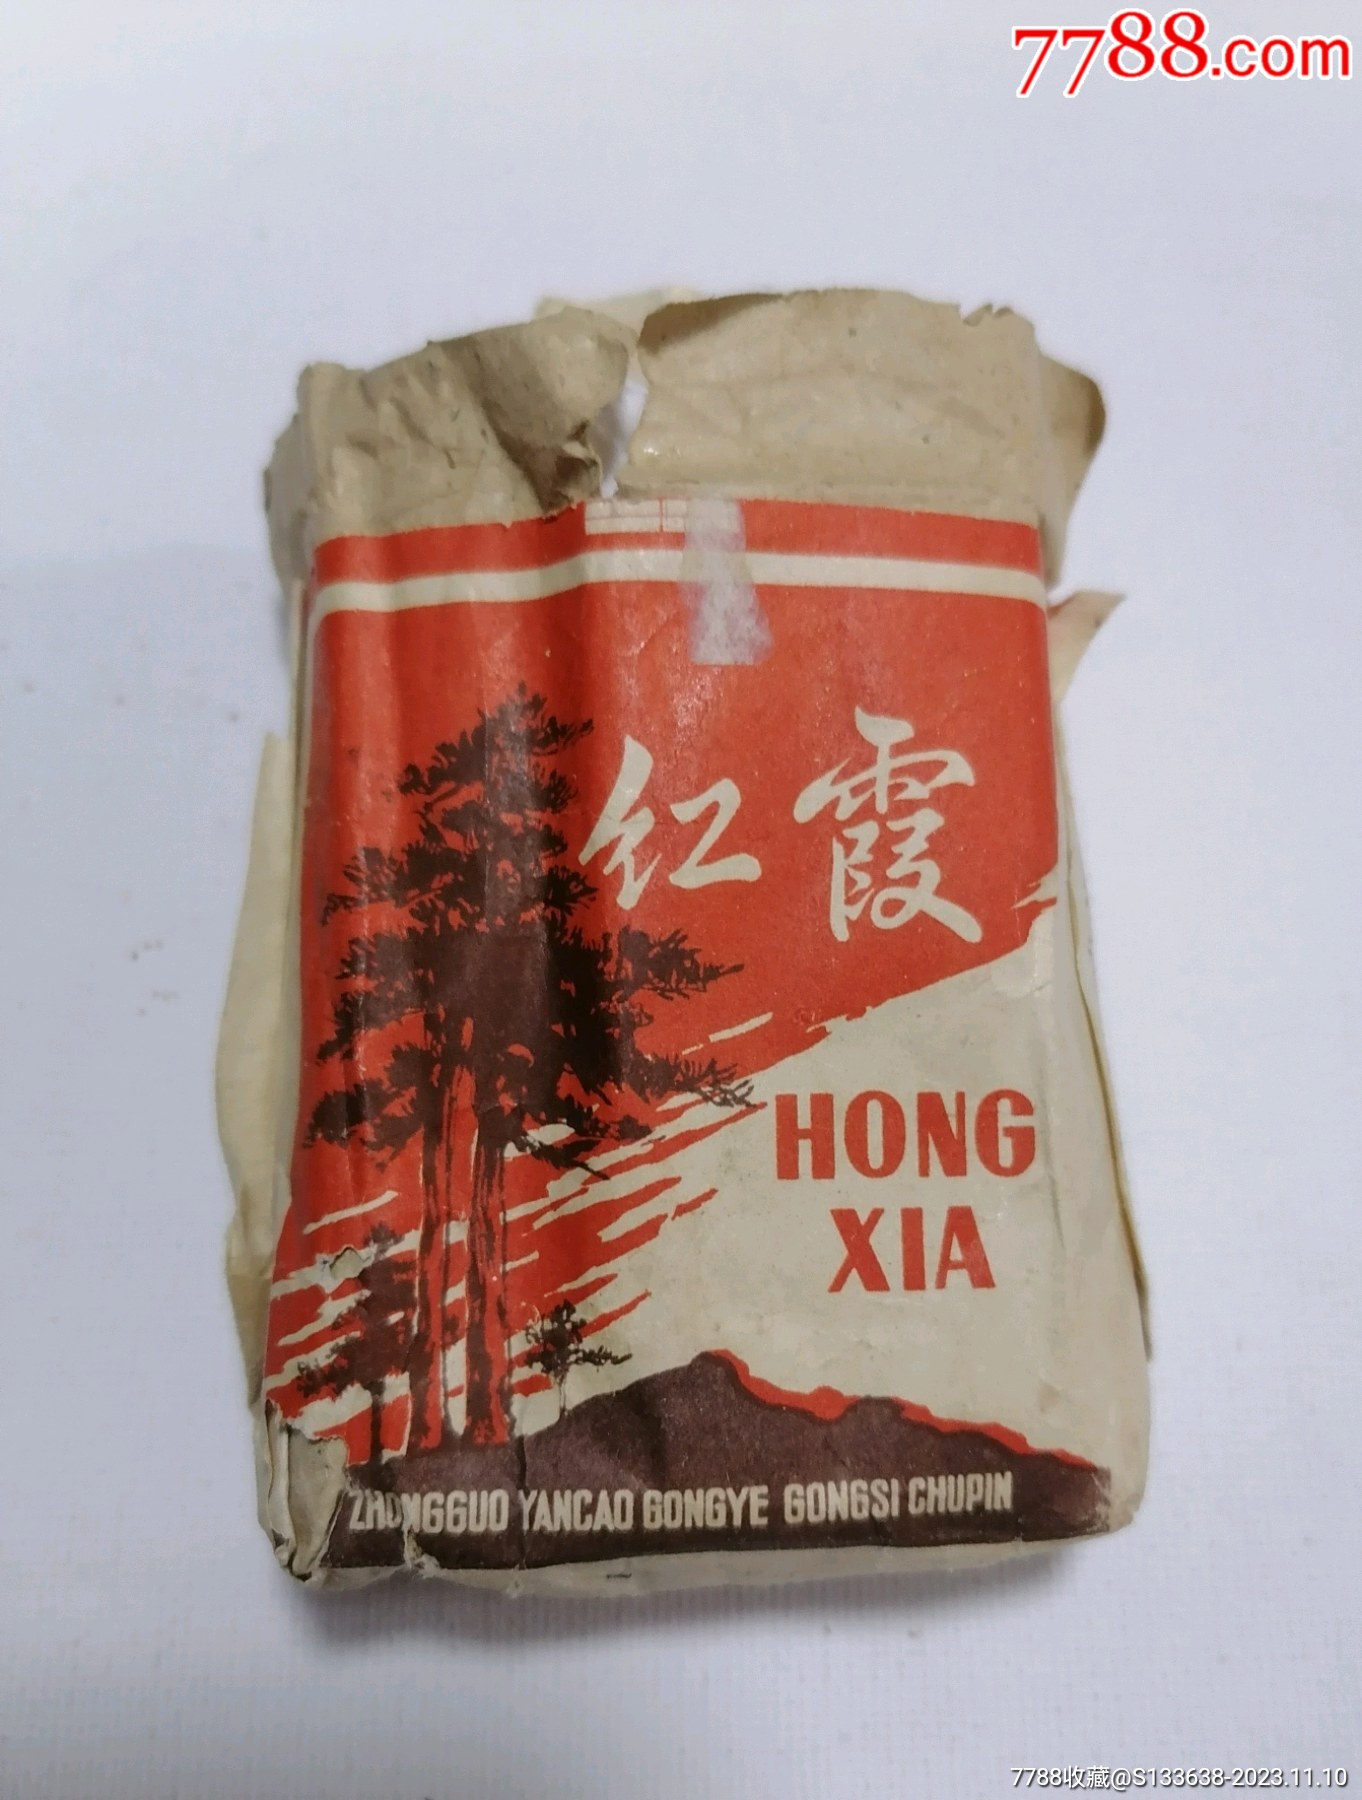 7788.com
红霞
HONG
XIA
ZHONGGUO YANCAO GONGYE GONGSI CHUPIN
7788收藏@S133638-2023.11.10